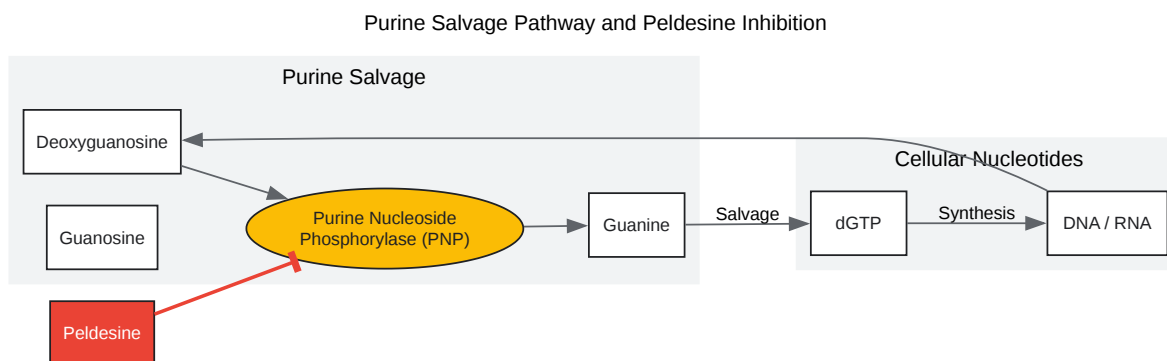 Purine Salvage Pathway and Peldesine Inhibition
Purine Salvage
Deoxyguanosine
Cellular Nucleotides
Guanosine
Purine Nucleoside
Phosphorylase (PNP)
Guanine
Salvage
dGTP
Synthesis
DNA / RNA
Peldesine